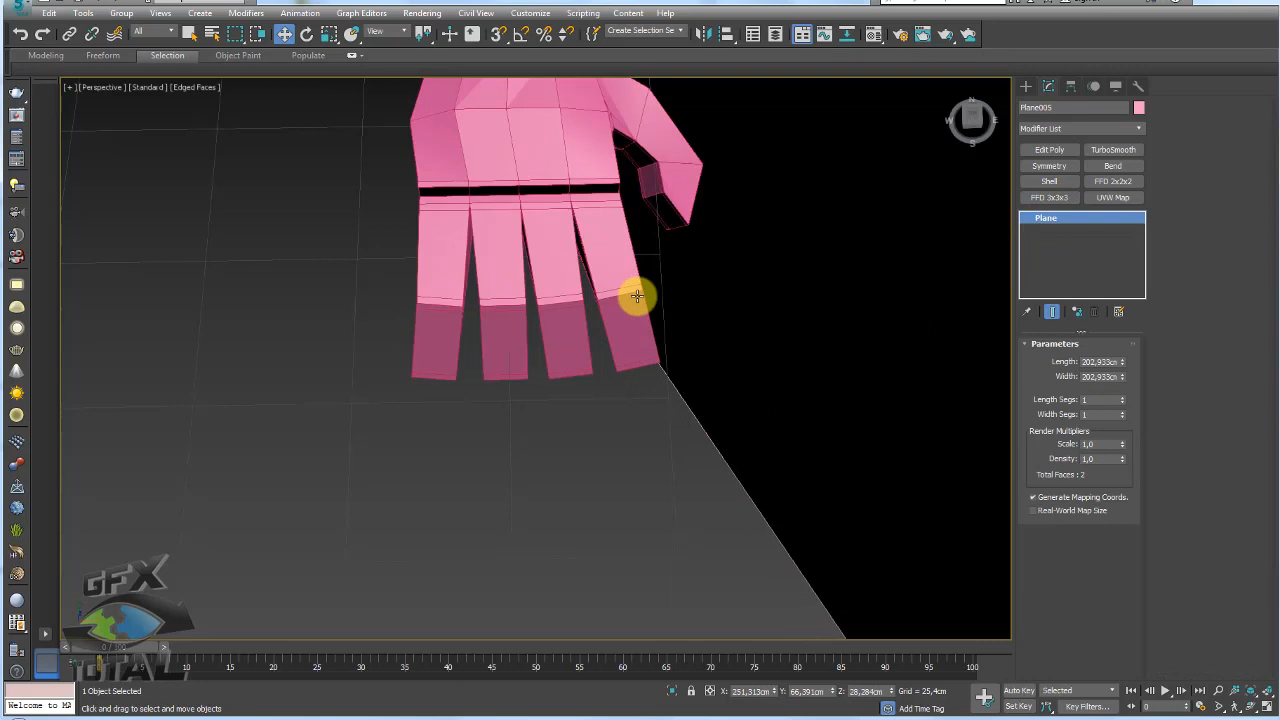 Edit Tools Group Views Create Modifiers Animation Graph Editors Rendering Civil View Customize Scripting Content Help
All View Create Selection Se
Modeling Freeform Selection Object Paint Populate
[+] [Perspective] [Standard] [Edged Faces]
N
W E
S
Plane005
Modifier List
Edit Poly TurboSmooth
Symmetry Bend
Shell FFD 2x2x2
FFD 3x3x3 UVW Map
Plane
Parameters
Length: 202,933cm
Width: 202,933cm
Length Segs: 1
Width Segs: 1
Render Multipliers
Scale: 1,0
Density: 1,0
Total Faces : 2
Generate Mapping Coords.
Real-World Map Size
GFX
TOTAL
0 / 100
5 15 20 25 30 35 40 45 50 55 60 65 70 75 80 85 90 95 100
1 Object Selected X: 251,313cm Y: 66,391cm Z: 28,284cm Grid = 25,4cm Auto Key Selected
Welcome to MA Click and drag to select and move objects Add Time Tag Set Key Key Filters... 0